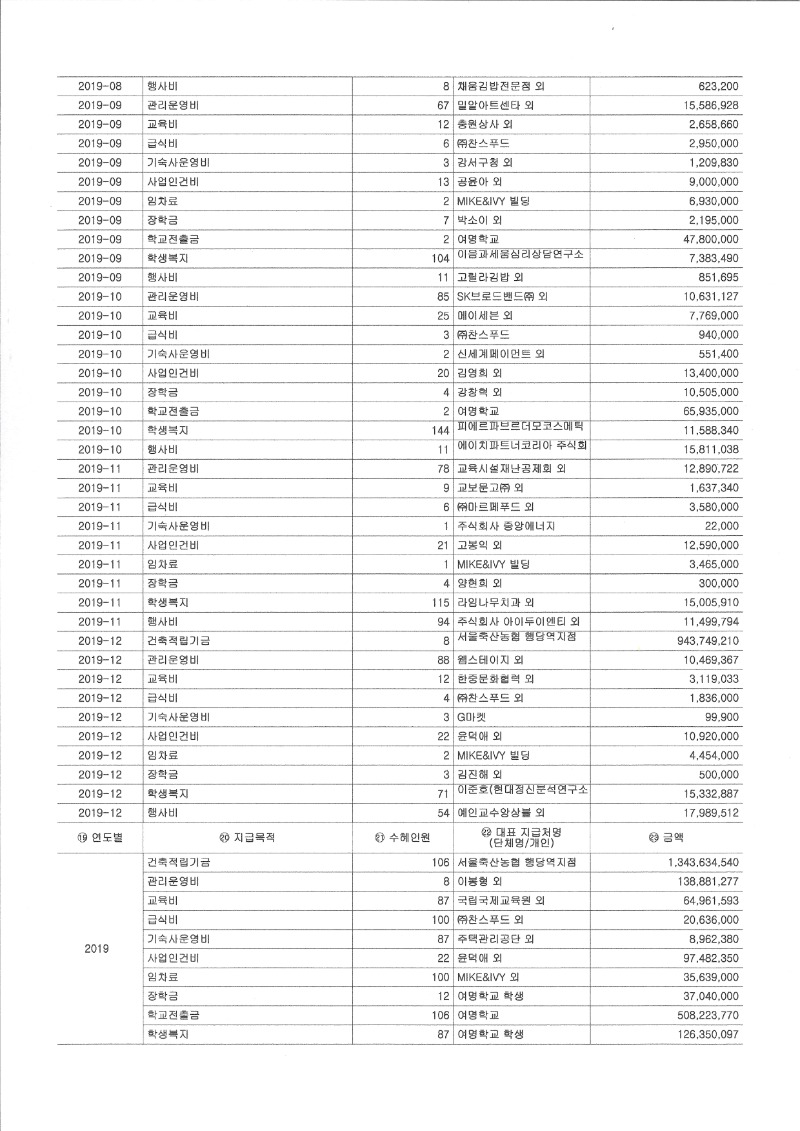 2019-08 행사비 8 채움김밥전문점 외 623,200
2019-09 관리운영비 67 밀알아트센타 외 15,586,928
2019-09 교육비 12 충원상사 외 2,658,660
2019-09 급식비 6 ㈜찬스푸드 2,950,000
2019-09 기숙사운영비 3 강서구청 외 1,209,830
2019-09 사업인건비 13 공윤아 외 9,000,000
2019-09 임차료 2 MIKE&IVY 빌딩 6,930,000
2019-09 장학금 7 박소이 외 2,195,000
2019-09 학교전출금 2 여명학교 47,800,000
2019-09 학생복지 104 이음과세움심리상담연구소 7,383,490
2019-09 행사비 11 고릴라김밥 외 851,695
2019-10 관리운영비 85 SK브로드밴드㈜ 외 10,631,127
2019-10 교육비 25 메이세븐 외 7,769,000
2019-10 급식비 3 ㈜찬스푸드 940,000
2019-10 기숙사운영비 2 신세계페이먼트 외 551,400
2019-10 사업인건비 20 김영희 외 13,400,000
2019-10 장학금 4 강창혁 외 10,505,000
2019-10 학교전출금 2 여명학교 65,935,000
2019-10 학생복지 144 피에르파브르더모코스메틱 11,588,340
2019-10 행사비 11 에이치파트너코리아 주식회 15,811,038
2019-11 관리운영비 78 교육시설재난공제회 외 12,890,722
2019-11 교육비 9 교보문고㈜ 외 1,637,340
2019-11 급식비 6 ㈜마르페푸드 외 3,580,000
2019-11 기숙사운영비 1 주식회사 중앙에너지 22,000
2019-11 사업인건비 21 고봉익 외 12,590,000
2019-11 임차료 1 MIKE&IVY 빌딩 3,465,000
2019-11 장학금 4 양현희 외 300,000
2019-11 학생복지 115 라임나무치과 외 15,005,910
2019-11 행사비 94 주식회사 아이두이엔티 외 11,499,794
2019-12 건축적립기금 8 서울축산농협 행당역지점 943,749,210
2019-12 관리운영비 88 웹스테이지 외 10,469,367
2019-12 교육비 12 한중문화협력 외 3,119,033
2019-12 급식비 4 ㈜찬스푸드 외 1,836,000
2019-12 기숙사운영비 3 G마켓 99,900
2019-12 사업인건비 22 윤덕애 외 10,920,000
2019-12 임차료 2 MIKE&IVY 빌딩 4,454,000
2019-12 장학금 3 김진해 외 500,000
2019-12 학생복지 71 이준호(현대정신분석연구소 15,332,887
2019-12 행사비 54 예인교수앙상블 외 17,989,512
⑲ 연도별 ⑳ 지급목적 ㉑ 수혜인원 ㉒ 대표 지급처명 ㉓ 금액
(단체명/개인)
건축적립기금 106 서울축산농협 행당역지점 1,343,634,540
관리운영비 8 이봉형 외 138,881,277
교육비 87 국립국제교육원 외 64,961,593
급식비 100 ㈜찬스푸드 외 20,636,000
기숙사운영비 87 주택관리공단 외 8,962,380
2019
사업인건비 22 윤덕애 외 97,482,350
임차료 100 MIKE&IVY 외 35,639,000
장학금 12 여명학교 학생 37,040,000
학교전출금 106 여명학교 508,223,770
학생복지 87 여명학교 학생 126,350,097